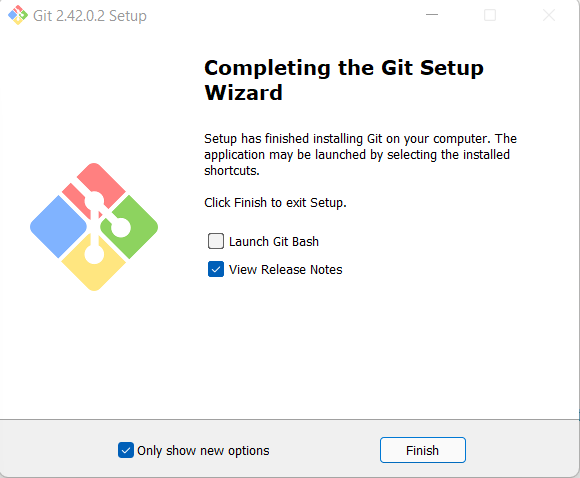 Git 2.42.0.2 Setup
Completing the Git Setup
Wizard
Setup has finished installing Git on your computer. The
application may be launched by selecting the installed
shortcuts.
Click Finish to exit Setup.
Launch Git Bash
View Release Notes
Only show new options
Finish